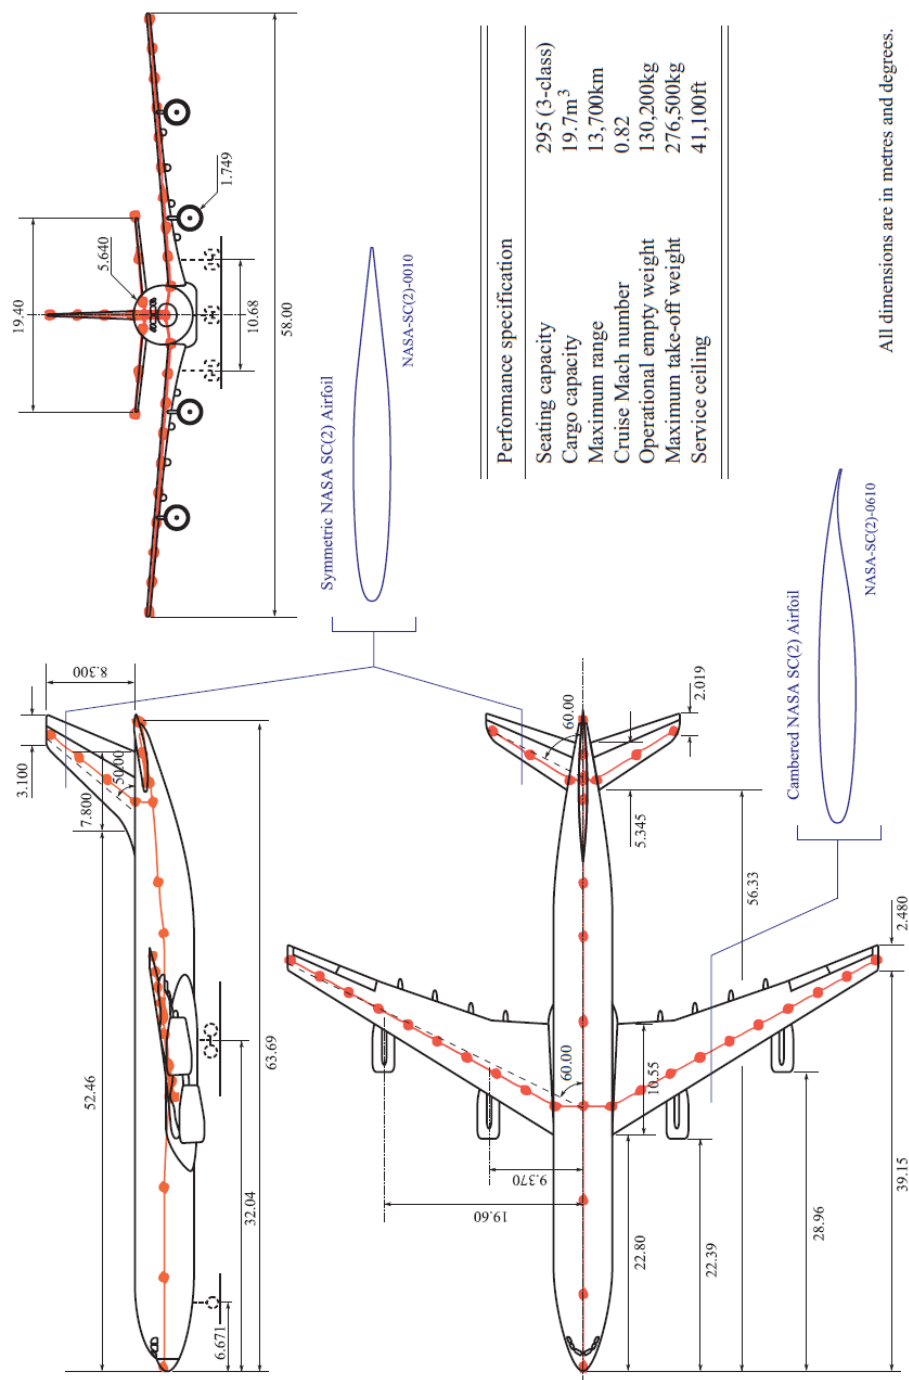 19.40
5.640
1.749
10.68
58.00
Symmetric NASA SC(2) Airfoil
NASA-SC(2)-0010
Performance specification
Seating capacity 295 (3-class)
Cargo capacity 19.7m³
Maximum range 13,700km
Cruise Mach number 0.82
Operational empty weight 130,200kg
Maximum take-off weight 276,500kg
Service ceiling 41,100ft
8.300
3.100
7.800
50.00
52.46
63.69
32.04
6.671
60.00
2.019
5.345
56.33
Cambered NASA SC(2) Airfoil
NASA-SC(2)-0610
2.480
60.00
10.55
9.370
19.60
22.80
22.39
28.96
39.15
All dimensions are in metres and degrees.